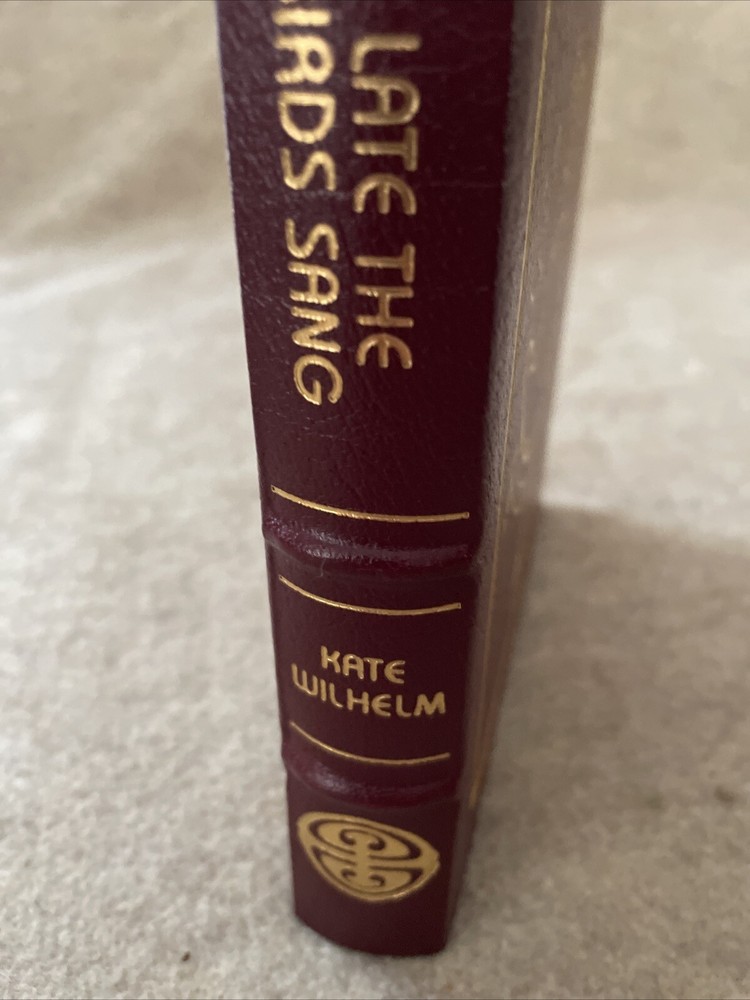 LATE THE
IRDS SANG
KATE
WILHELM